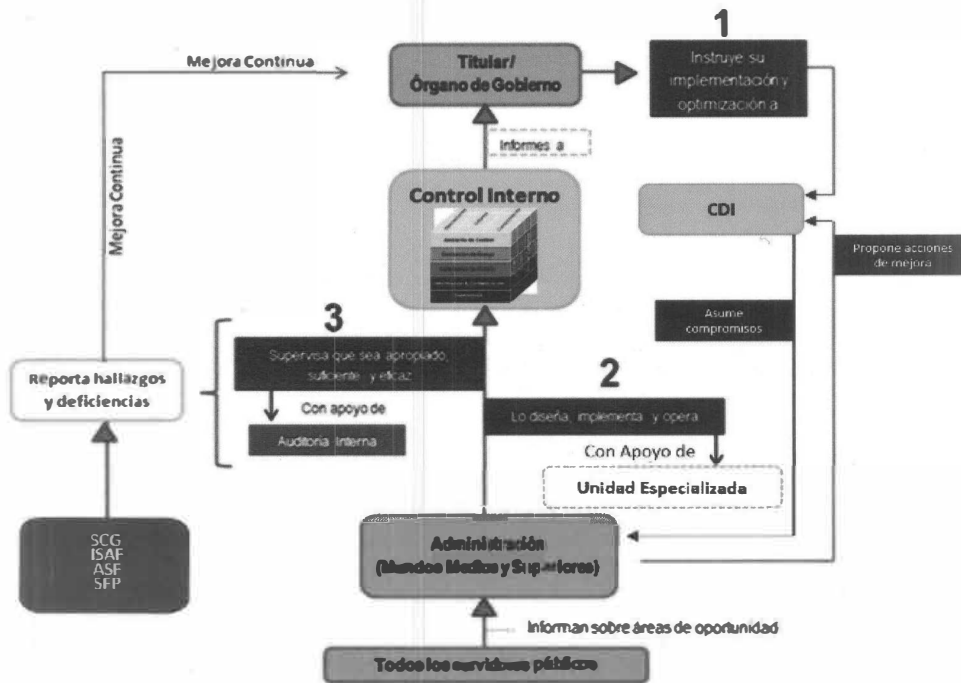 1
Mejora Continua
Titular/
Órgano de Gobierno
Instruye su
implementación y
optimización a
Informes a
Mejora Continua
Control Interno
CDI
Propone acciones
de mejora
Asume
compromisos
3
Supervisa que sea apropiado,
suficiente y eficaz
2
Reporta hallazgos
y deficiencias
Con apoyo de
Lo diseña, implementa y opera
Auditoria Interna
Con Apoyo de
Unidad Especializada
SCG
ISAF
ASF
SFP
Administración
(Mandos Medios y Superiores)
Informan sobre áreas de oportunidad
Todos los servidores públicos